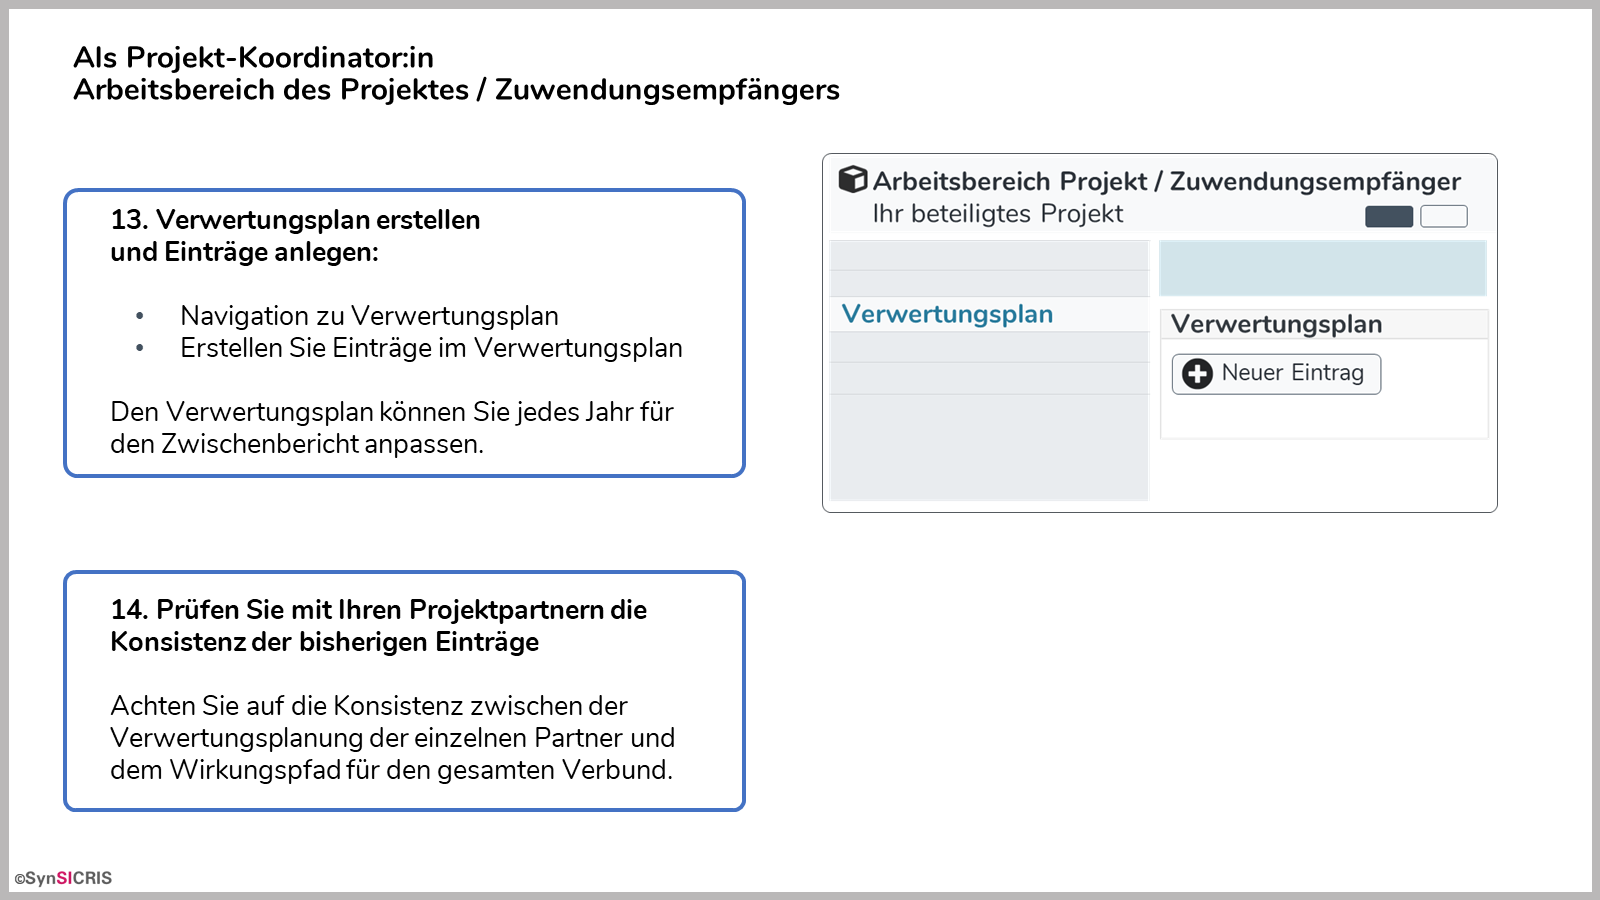 Als Projekt-Koordinator:in
Arbeitsbereich des Projektes / Zuwendungsempfängers
13. Verwertungsplan erstellen
und Einträge anlegen:
• Navigation zu Verwertungsplan
• Erstellen Sie Einträge im Verwertungsplan
Den Verwertungsplan können Sie jedes Jahr für
den Zwischenbericht anpassen.
Arbeitsbereich Projekt / Zuwendungsempfänger
Ihr beteiligtes Projekt
Verwertungsplan
Verwertungsplan
Neuer Eintrag
14. Prüfen Sie mit Ihren Projektpartnern die
Konsistenz der bisherigen Einträge
Achten Sie auf die Konsistenz zwischen der
Verwertungsplanung der einzelnen Partner und
dem Wirkungspfad für den gesamten Verbund.
©SynSICRIS